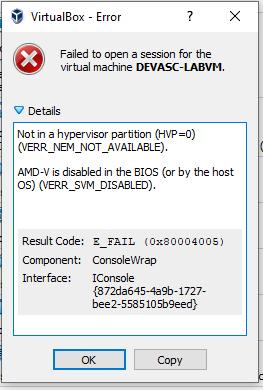 VirtualBox - Error
Failed to open a session for the
virtual machine DEVASC-LABVM.
Details
Not in a hypervisor partition (HVP=0)
(VERR_NEM_NOT_AVAILABLE).
AMD-V is disabled in the BIOS (or by the host
OS) (VERR_SVM_DISABLED).
Result Code: E_FAIL (0x80004005)
Component: ConsoleWrap
Interface: IConsole
{872da645-4a9b-1727-
bee2-5585105b9eed}
OK Copy